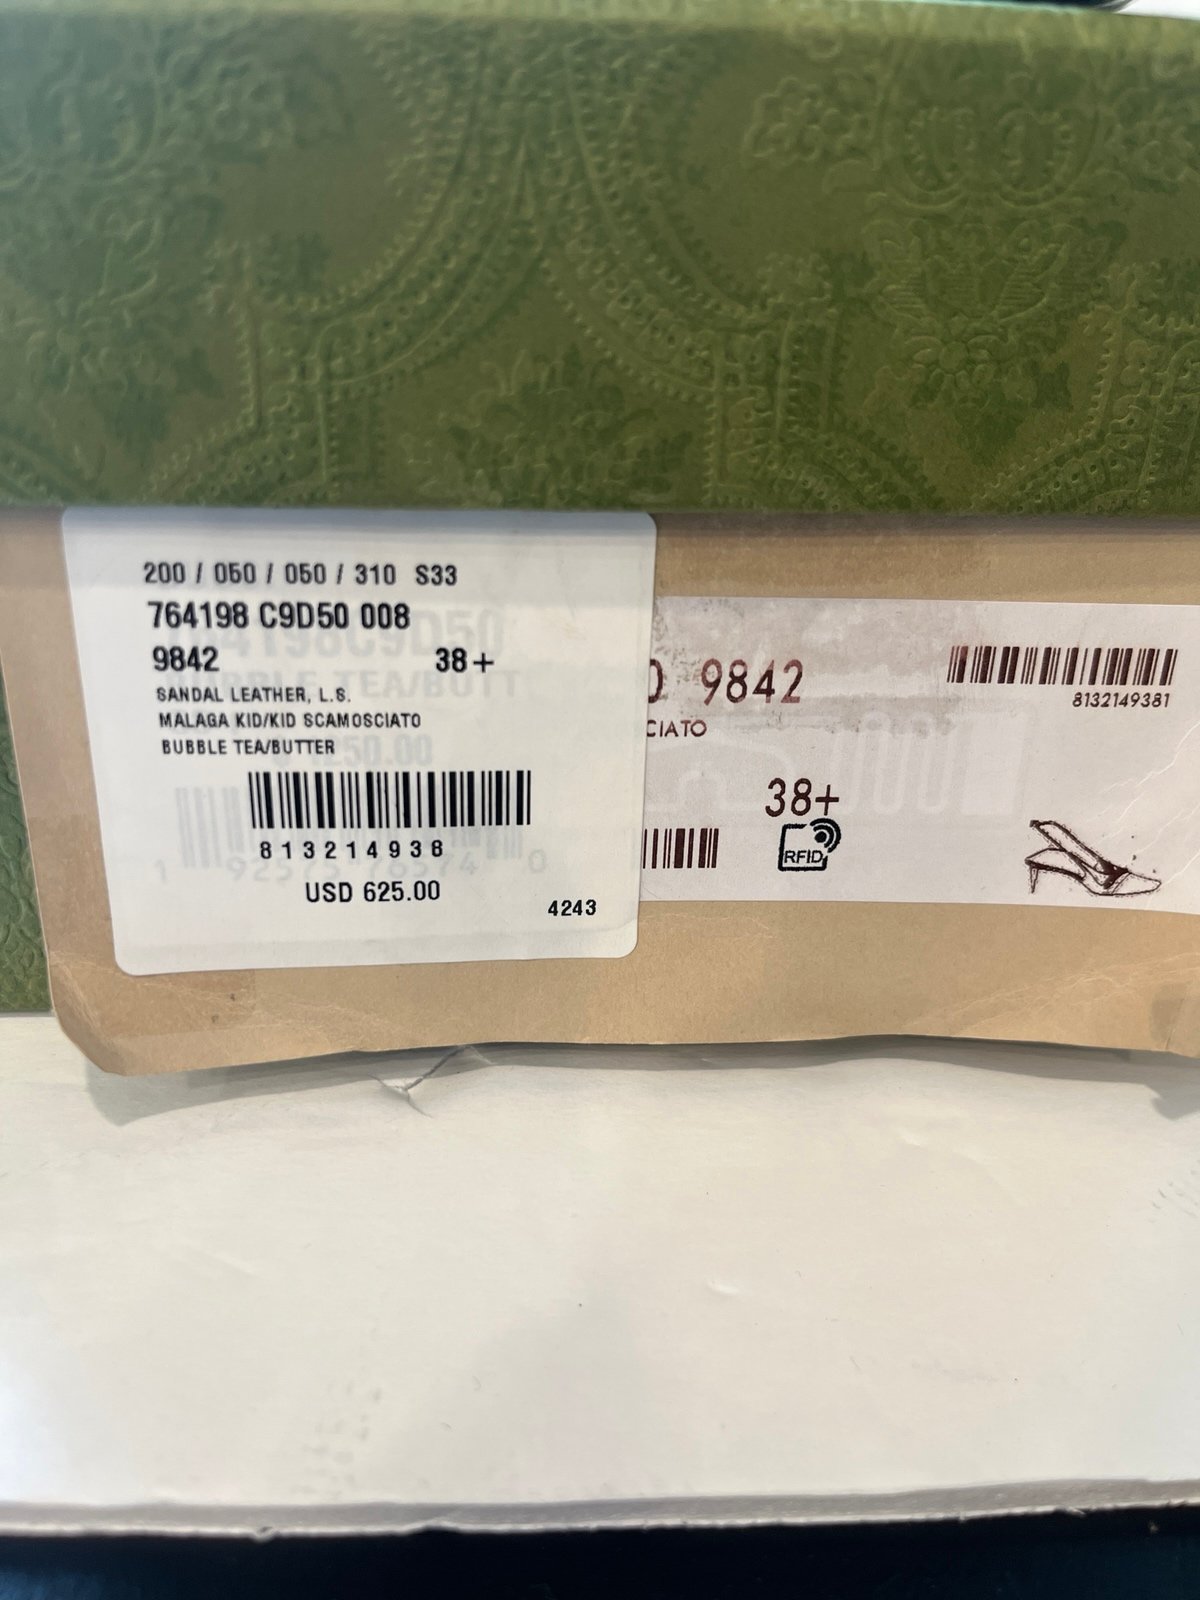 200 / 050 / 050 / 310 S33
764198 C9D50 008
9842 38+
SANDAL LEATHER, L.S.
MALAGA KID/KID SCAMOSCIATO
BUBBLE TEA/BUTTER
813214938
USD 625.00
4243
9842
8132149381
CIATO
38+
RFID